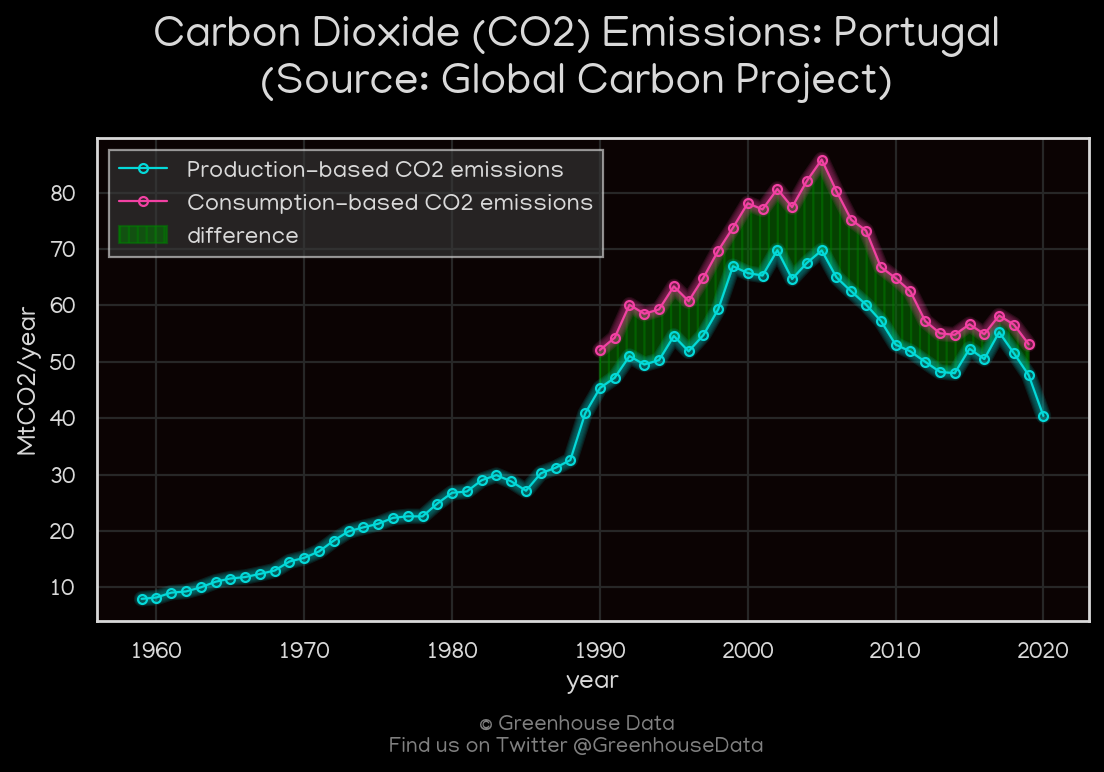 Carbon Dioxide (CO2) Emissions: Portugal
(Source: Global Carbon Project)
Production-based CO2 emissions
Consumption-based CO2 emissions
difference
80
70
60
50
40
30
20
10
MtCO2/year
1960 1970 1980 1990 2000 2010 2020
year
© Greenhouse Data
Find us on Twitter @GreenhouseData